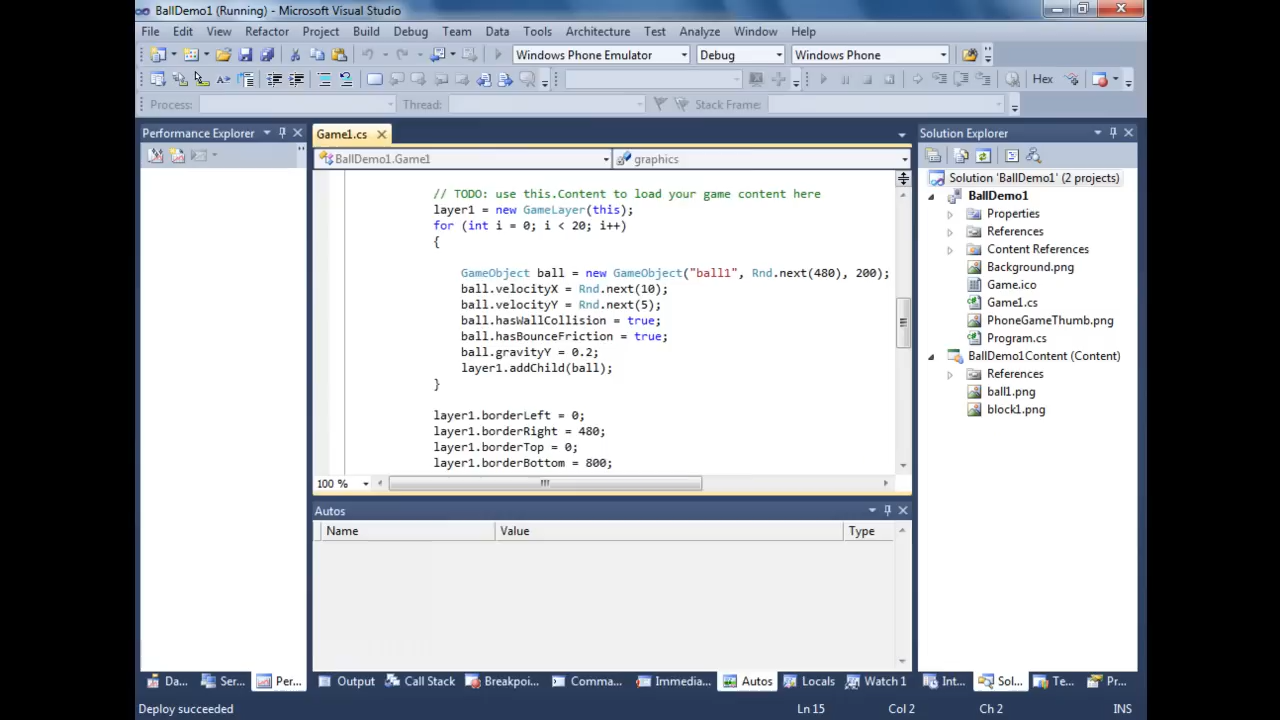 BallDemo1 (Running) - Microsoft Visual Studio
File Edit View Refactor Project Build Debug Team Data Tools Architecture Test Analyze Window Help
Windows Phone Emulator Debug Windows Phone
Hex
Process: Thread: Stack Frame:
Performance Explorer
Game1.cs
BallDemo1.Game1 graphics
// TODO: use this.Content to load your game content here
layer1 = new GameLayer(this);
for (int i = 0; i < 20; i++)
{
GameObject ball = new GameObject("ball1", Rnd.next(480), 200);
ball.velocityX = Rnd.next(10);
ball.velocityY = Rnd.next(5);
ball.hasWallCollision = true;
ball.hasBounceFriction = true;
ball.gravityY = 0.2;
layer1.addChild(ball);
}
layer1.borderLeft = 0;
layer1.borderRight = 480;
layer1.borderTop = 0;
layer1.borderBottom = 800;
100 %
Autos
Name Value Type
Solution Explorer
Solution 'BallDemo1' (2 projects)
BallDemo1
Properties
References
Content References
Background.png
Game.ico
Game1.cs
PhoneGameThumb.png
Program.cs
BallDemo1Content (Content)
References
ball1.png
block1.png
Da... Ser... Per... Output Call Stack Breakpoi... Comma... Immedia... Autos Locals Watch 1 Int... Sol... Te... Pr...
Deploy succeeded Ln 15 Col 2 Ch 2 INS